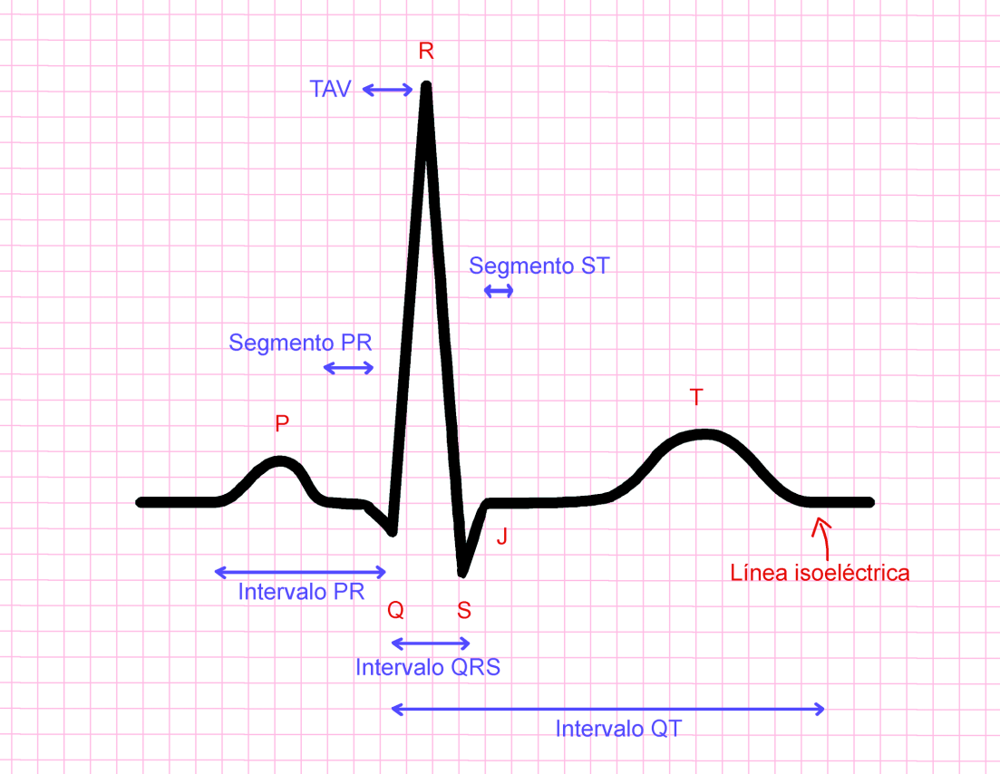 R
TAV
Segmento ST
Segmento PR
T
P
J
Línea isoeléctrica
Intervalo PR
Q
S
Intervalo QRS
Intervalo QT